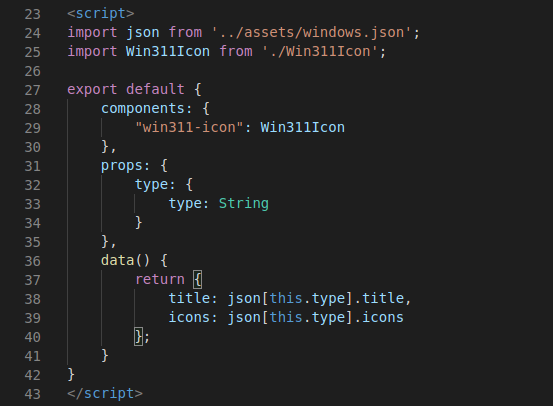 23 <script>
24 import json from '../assets/windows.json';
25 import Win311Icon from './Win311Icon';
26
27 export default {
28     components: {
29         "win311-icon": Win311Icon
30     },
31     props: {
32         type: {
33             type: String
34         }
35     },
36     data() {
37         return {
38             title: json[this.type].title,
39             icons: json[this.type].icons
40         };
41     }
42 }
43 </script>